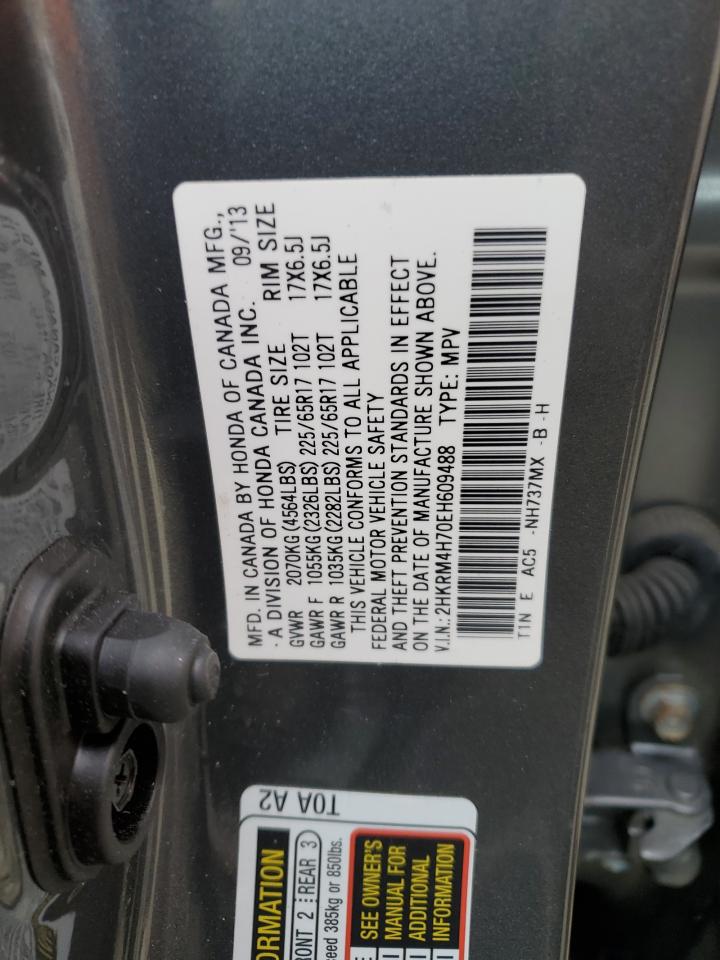 MFD. IN CANADA BY HONDA OF CANADA MFG.,
- A DIVISION OF HONDA CANADA INC. 09/'13
GVWR 2070KG(4564LBS) TIRE SIZE RIM SIZE
GAWR F 1055KG(2326LBS) 225/65R17 102T 17X6.5J
GAWR R 1035KG(2282LBS) 225/65R17 102T 17X6.5J
THIS VEHICLE CONFORMS TO ALL APPLICABLE
FEDERAL MOTOR VEHICLE SAFETY
AND THEFT PREVENTION STANDARDS IN EFFECT
ON THE DATE OF MANUFACTURE SHOWN ABOVE.
V.I.N.: 2HKRM4H70EH609488 TYPE: MPV
T1N E AC5 -NH737MX -B -H
T0A A2
ORMATION
RONT 2 REAR 3
ceed 385kg or 850lbs.
SEE OWNER'S
MANUAL FOR
ADDITIONAL
INFORMATION